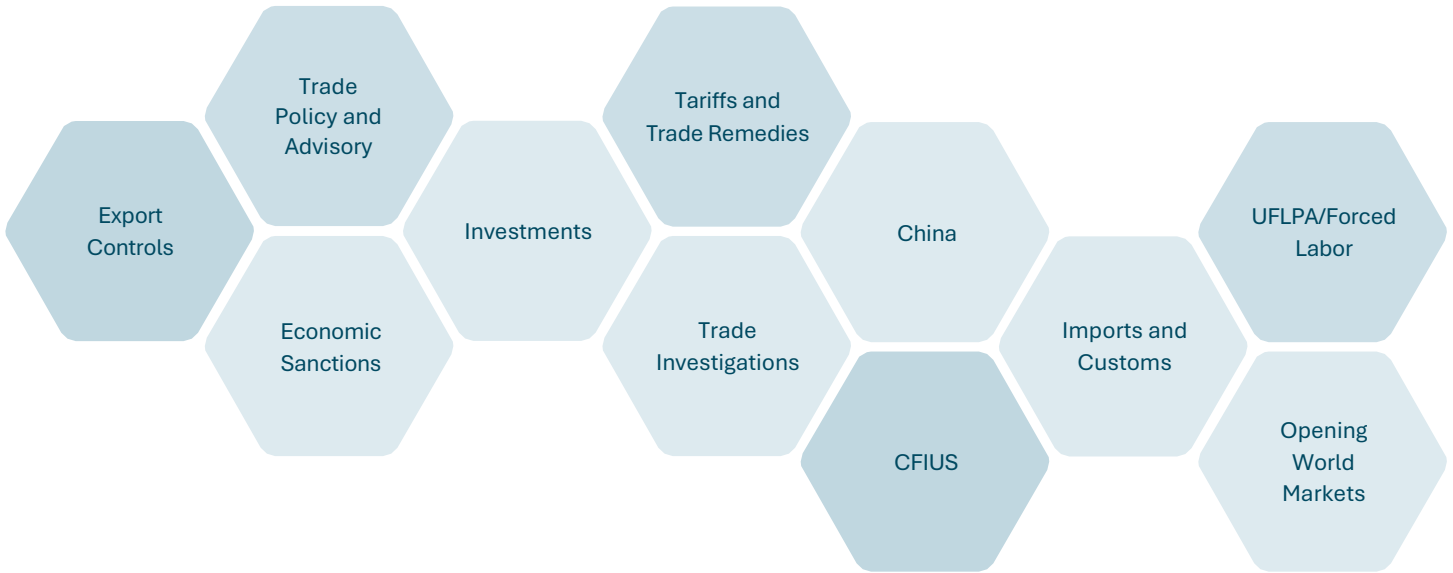 Export
Controls
Trade
Policy and
Advisory
Economic
Sanctions
Investments
Tariffs and
Trade Remedies
Trade
Investigations
China
CFIUS
Imports and
Customs
UFLPA/Forced
Labor
Opening
World
Markets